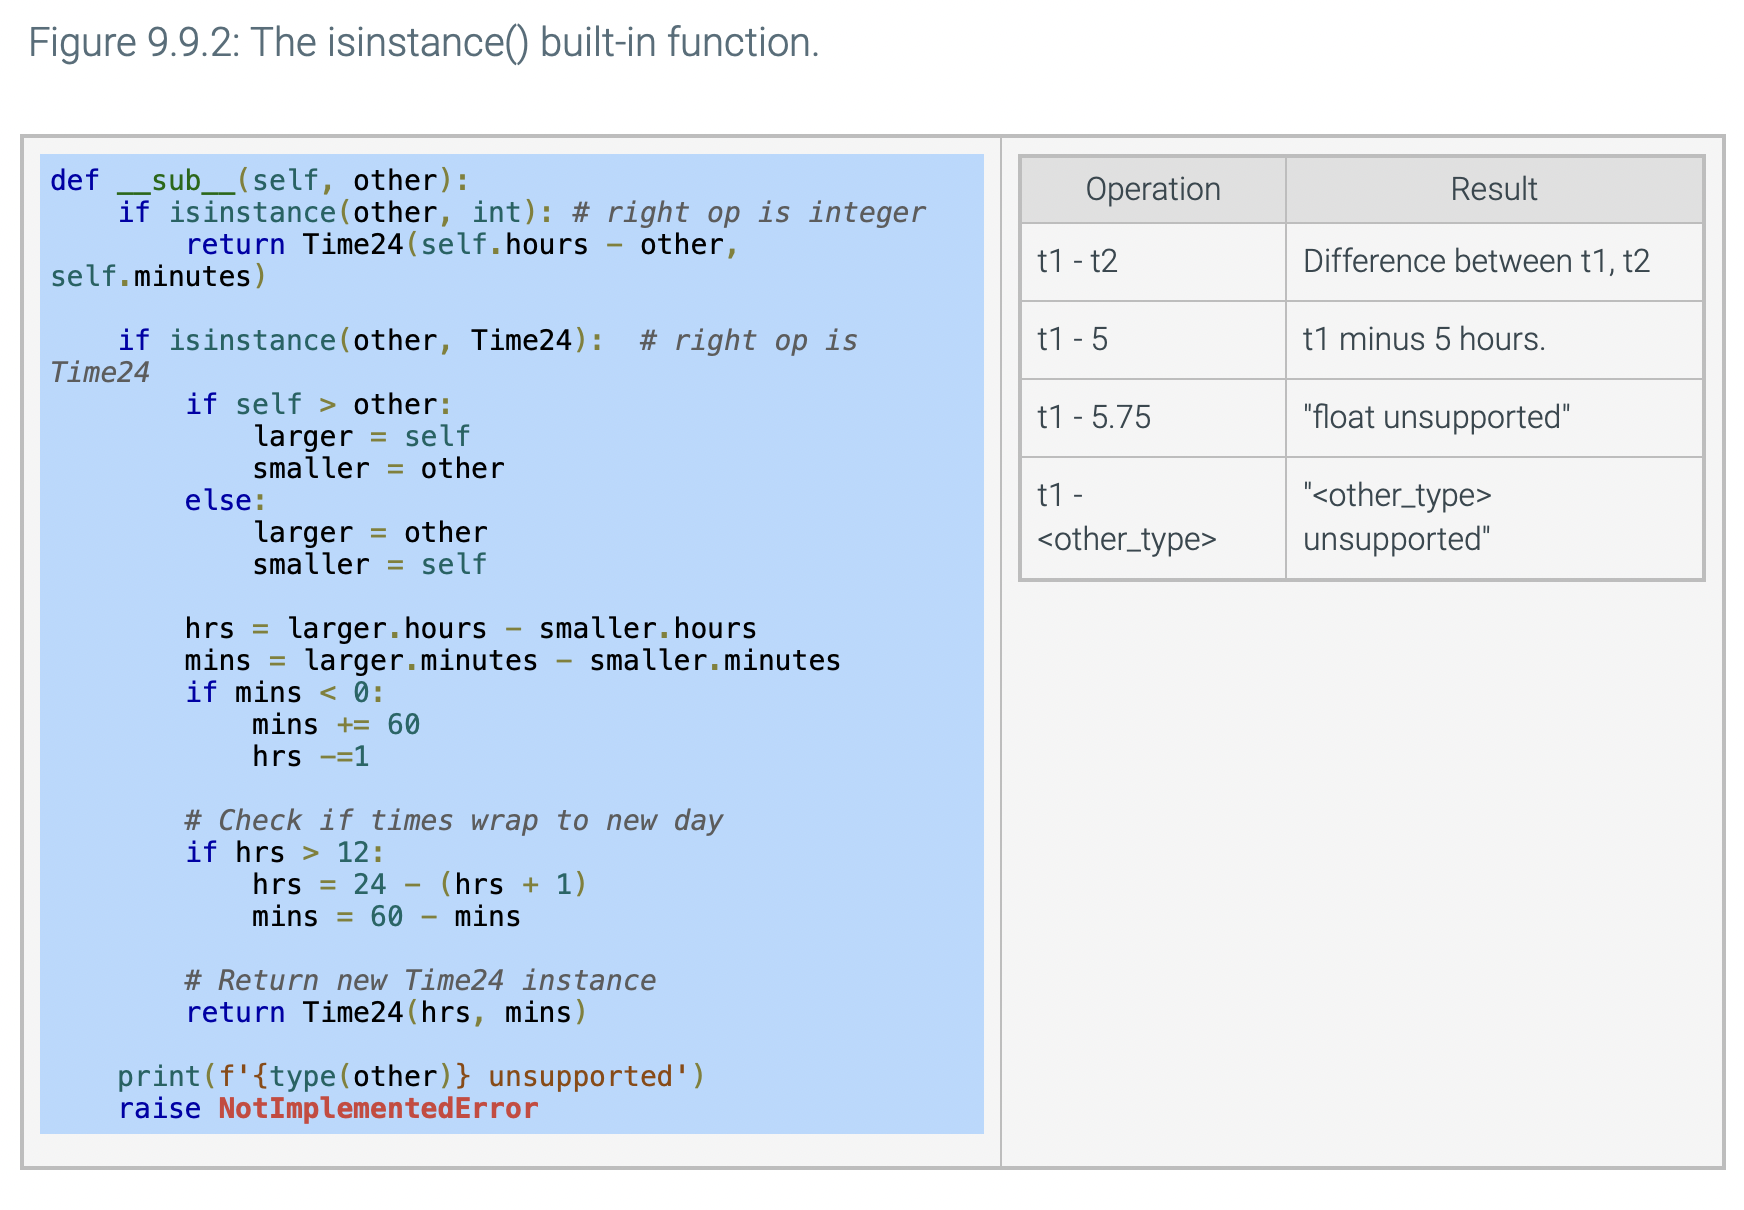 Figure 9.9.2: The isinstance() built-in function.
def __sub__(self, other):
    if isinstance(other, int): # right op is integer
        return Time24(self.hours - other,
self.minutes)

    if isinstance(other, Time24):  # right op is
Time24
        if self > other:
            larger = self
            smaller = other
        else:
            larger = other
            smaller = self

        hrs = larger.hours - smaller.hours
        mins = larger.minutes - smaller.minutes
        if mins < 0:
            mins += 60
            hrs -=1

        # Check if times wrap to new day
        if hrs > 12:
            hrs = 24 - (hrs + 1)
            mins = 60 - mins

        # Return new Time24 instance
        return Time24(hrs, mins)

    print(f'{type(other)} unsupported')
    raise NotImplementedError
Operation Result
t1 - t2 Difference between t1, t2
t1 - 5 t1 minus 5 hours.
t1 - 5.75 "float unsupported"
t1 -
<other_type>
"<other_type>
unsupported"